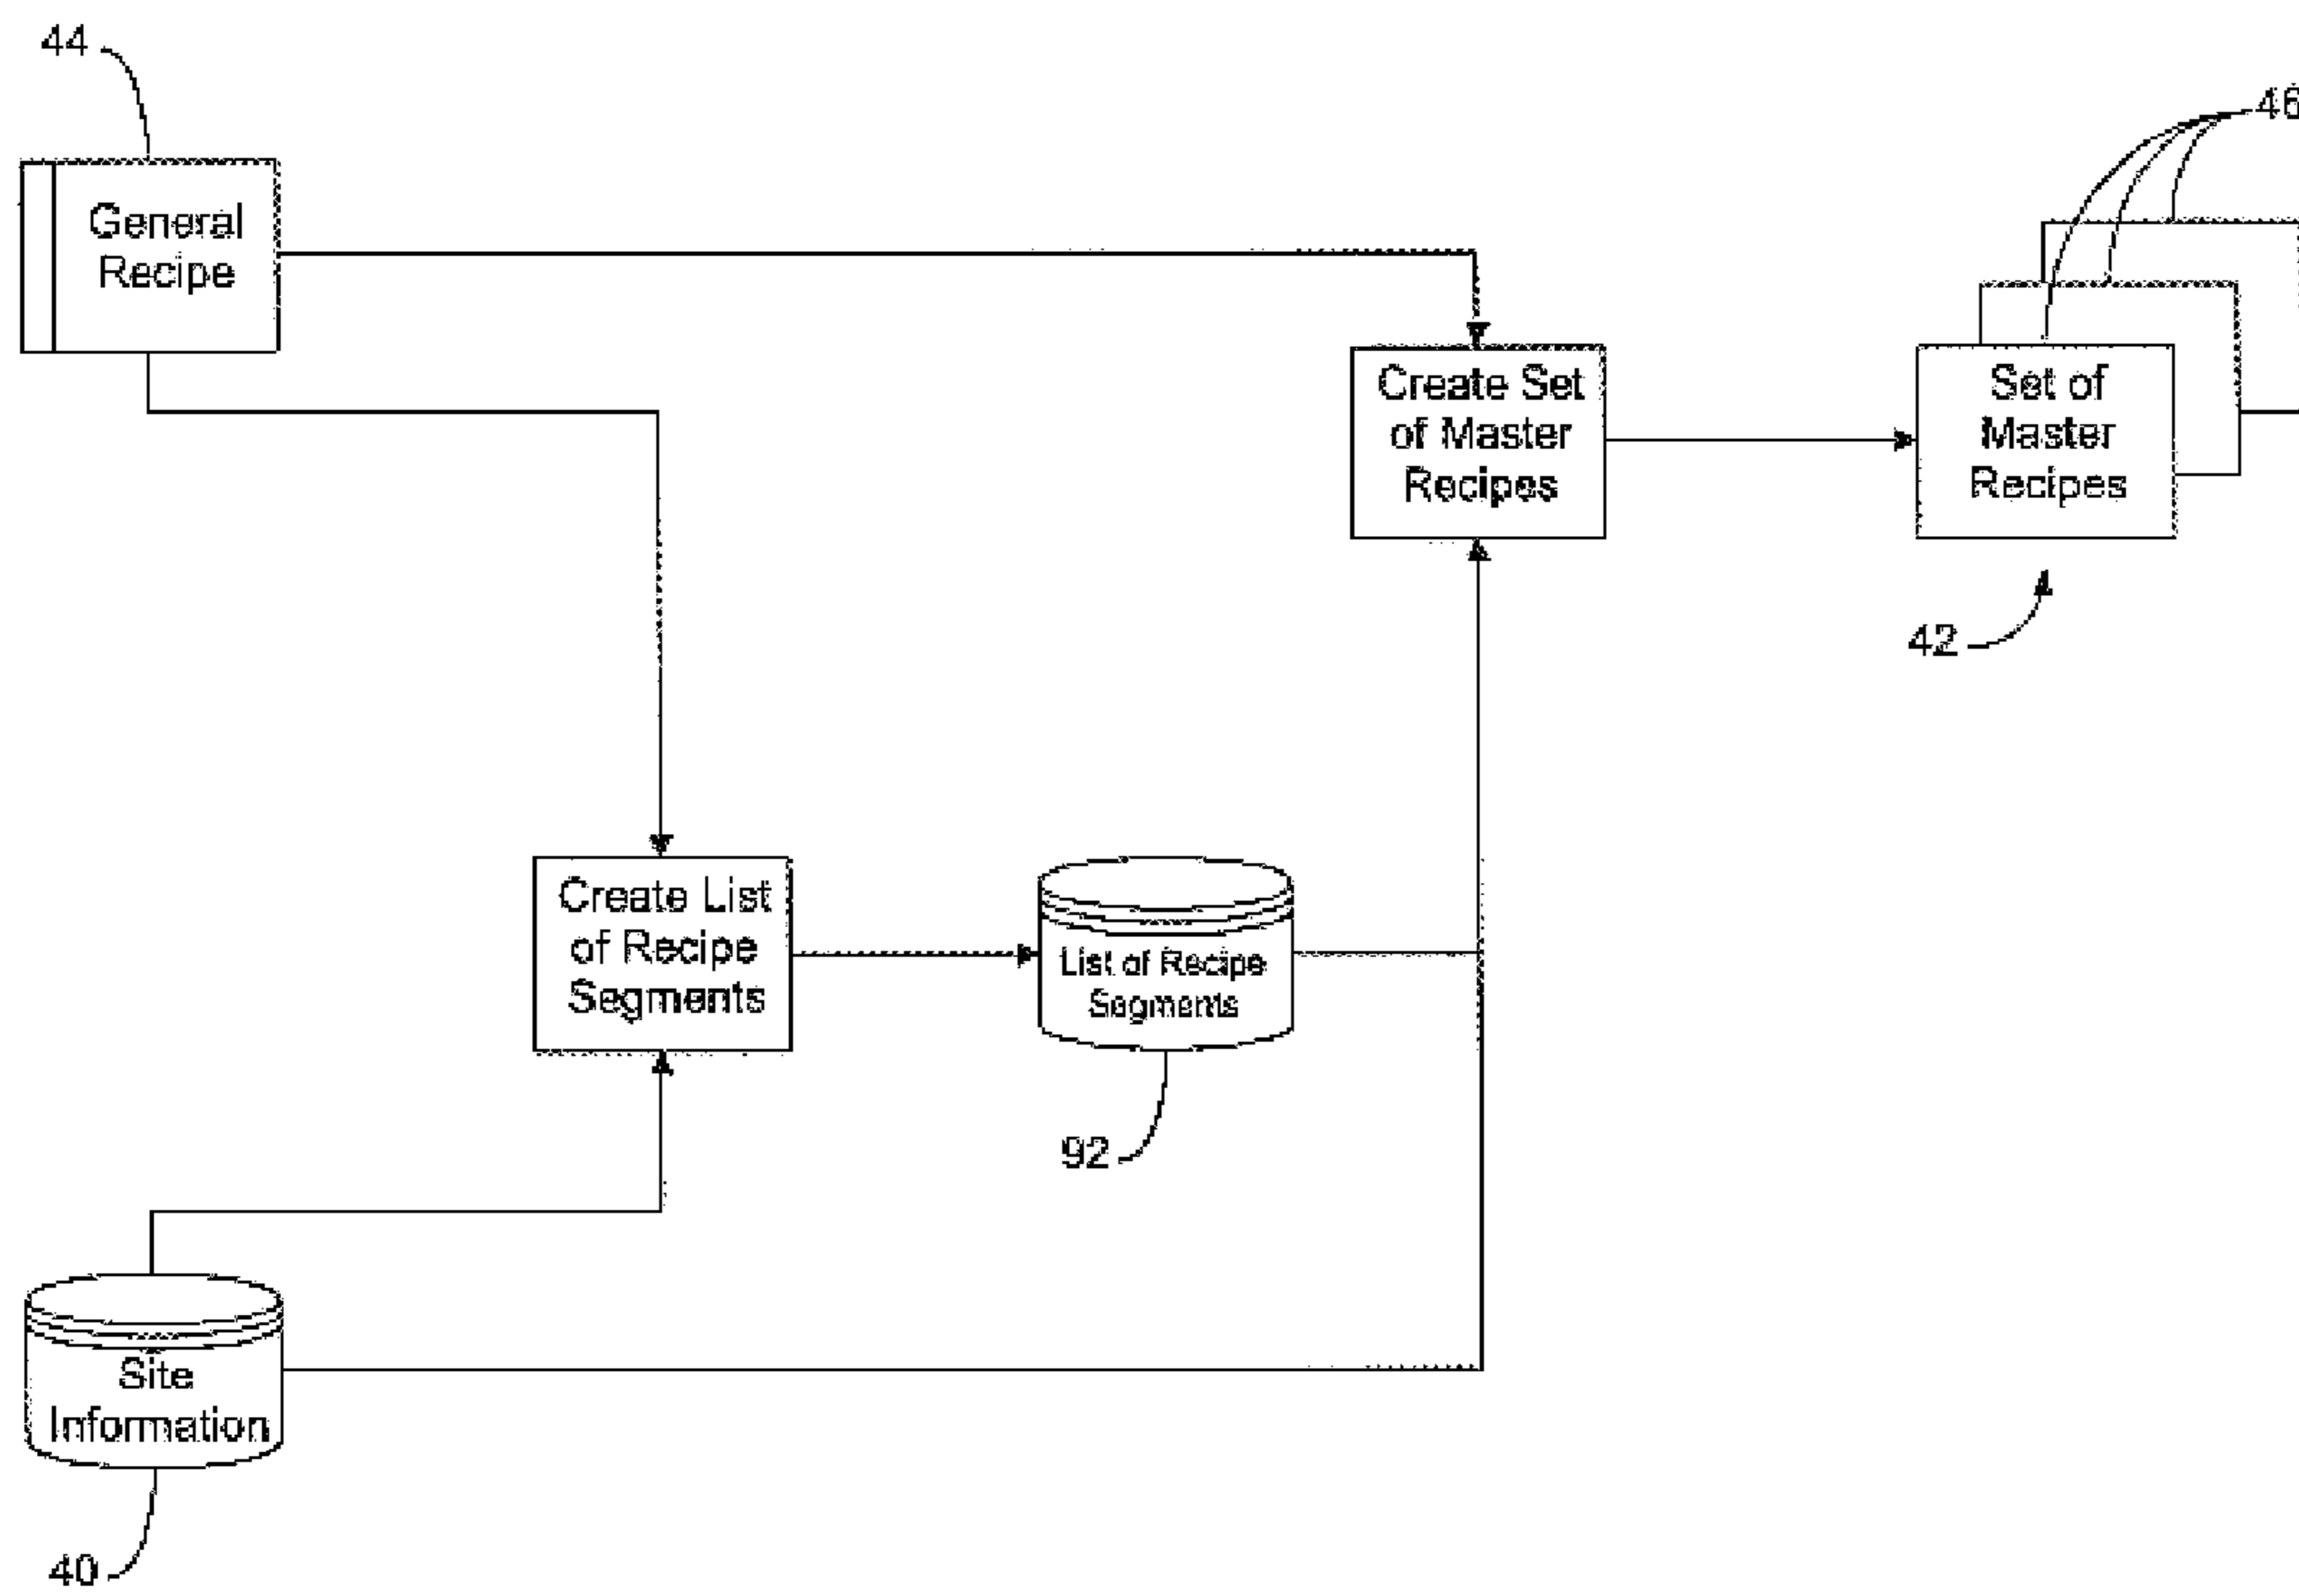 44
46
General
Recipe
Create Set
of Master
Recipes
Set of
Master
Recipes
42
Create List
of Recipe
Segments
List of Recipe
Segments
92
Site
Information
40